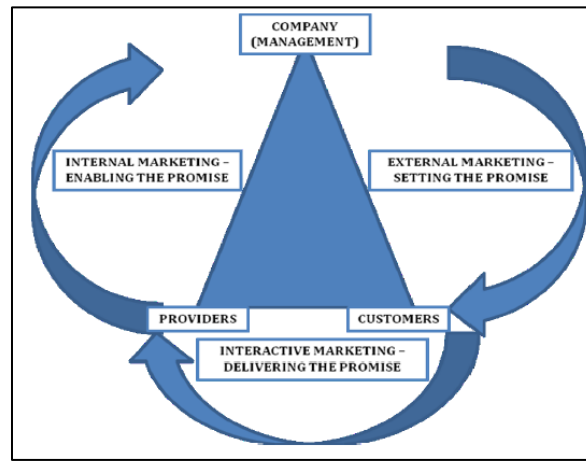 COMPANY
(MANAGEMENT)
INTERNAL MARKETING –
ENABLING THE PROMISE
EXTERNAL MARKETING –
SETTING THE PROMISE
PROVIDERS
CUSTOMERS
INTERACTIVE MARKETING –
DELIVERING THE PROMISE